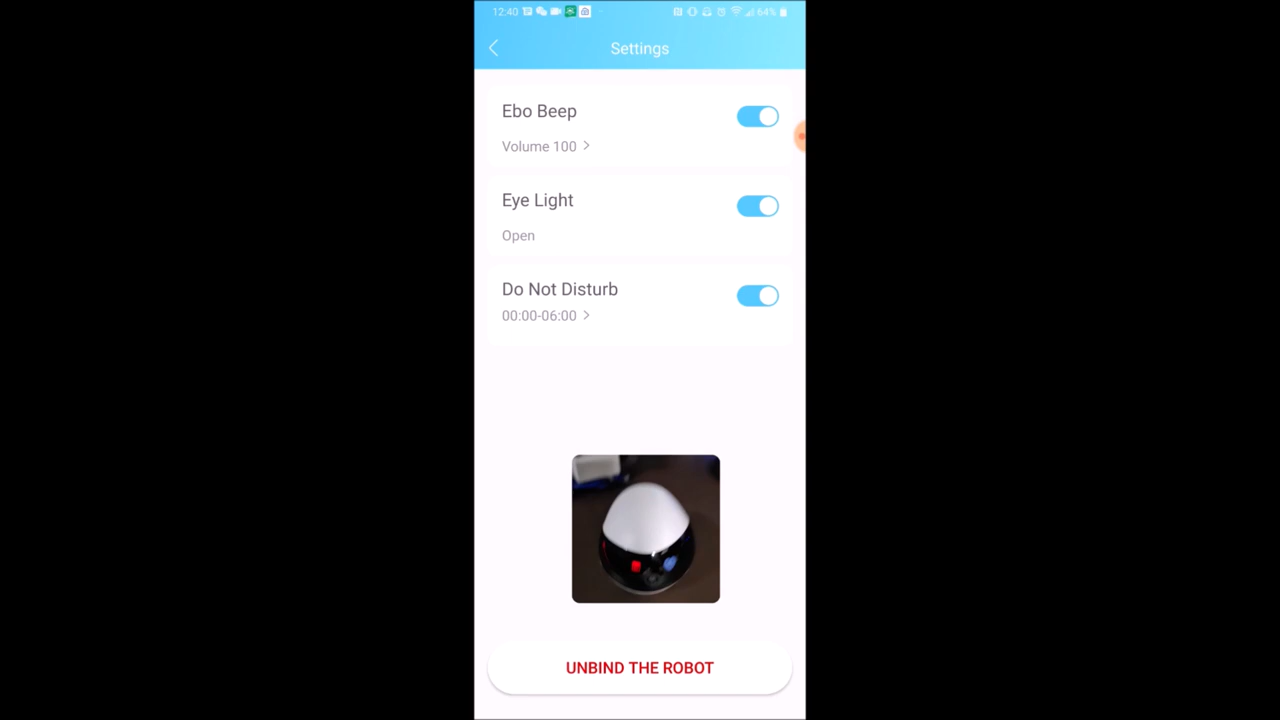 12:40 64%
Settings
Ebo Beep
Volume 100 >
Eye Light
Open
Do Not Disturb
00:00-06:00 >
UNBIND THE ROBOT